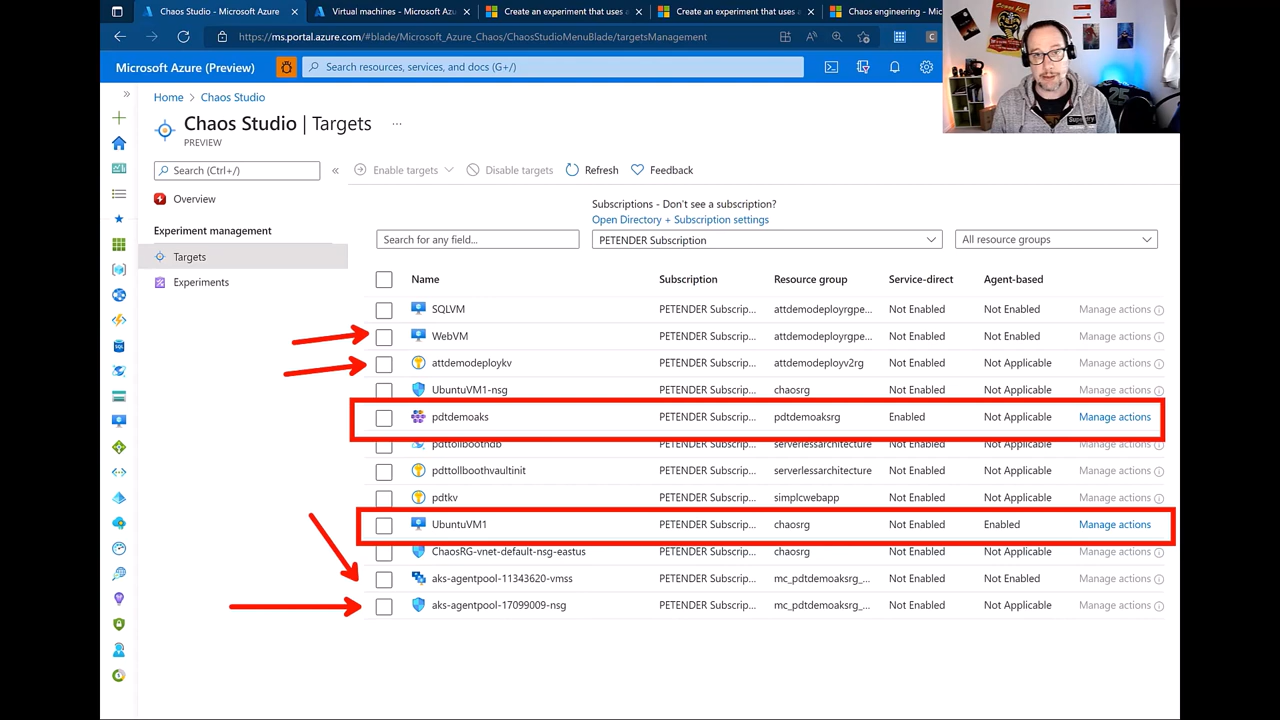 Chaos Studio - Microsoft Azure
Virtual machines - Microsoft Az
Create an experiment that uses a
Create an experiment that uses a
Chaos engineering - Mi
https://ms.portal.azure.com/#blade/Microsoft_Azure_Chaos/ChaosStudioMenuBlade/targetsManagement
Microsoft Azure (Preview)
Search resources, services, and docs (G+/)
Home > Chaos Studio
Chaos Studio | Targets ...
PREVIEW
Search (Ctrl+/)
Enable targets
Disable targets
Refresh
Feedback
Overview
Experiment management
Targets
Experiments
Subscriptions - Don't see a subscription?
Open Directory + Subscription settings
Search for any field...
PETENDER Subscription
All resource groups
Name Subscription Resource group Service-direct Agent-based
SQLVM PETENDER Subscrip... attdemodeployrgpe... Not Enabled Not Enabled Manage actions
WebVM PETENDER Subscrip... attdemodeployrgpe... Not Enabled Not Enabled Manage actions
attdemodeploykv PETENDER Subscrip... attdemodeployv2rg Not Enabled Not Applicable Manage actions
UbuntuVM1-nsg PETENDER Subscrip... chaosrg Not Enabled Not Applicable Manage actions
pdtdemoaks PETENDER Subscrip... pdtdemoaksrg Enabled Not Applicable Manage actions
pdttollboothdb PETENDER Subscrip... serverlessarchitecture Not Enabled Not Applicable Manage actions
pdttollboothvaultinit PETENDER Subscrip... serverlessarchitecture Not Enabled Not Applicable Manage actions
pdtkv PETENDER Subscrip... simplcwebapp Not Enabled Not Applicable Manage actions
UbuntuVM1 PETENDER Subscrip... chaosrg Not Enabled Enabled Manage actions
ChaosRG-vnet-default-nsg-eastus PETENDER Subscrip... chaosrg Not Enabled Not Applicable Manage actions
aks-agentpool-11343620-vmss PETENDER Subscrip... mc_pdtdemoaksrg_... Not Enabled Not Enabled Manage actions
aks-agentpool-17099009-nsg PETENDER Subscrip... mc_pdtdemoaksrg_... Not Enabled Not Applicable Manage actions